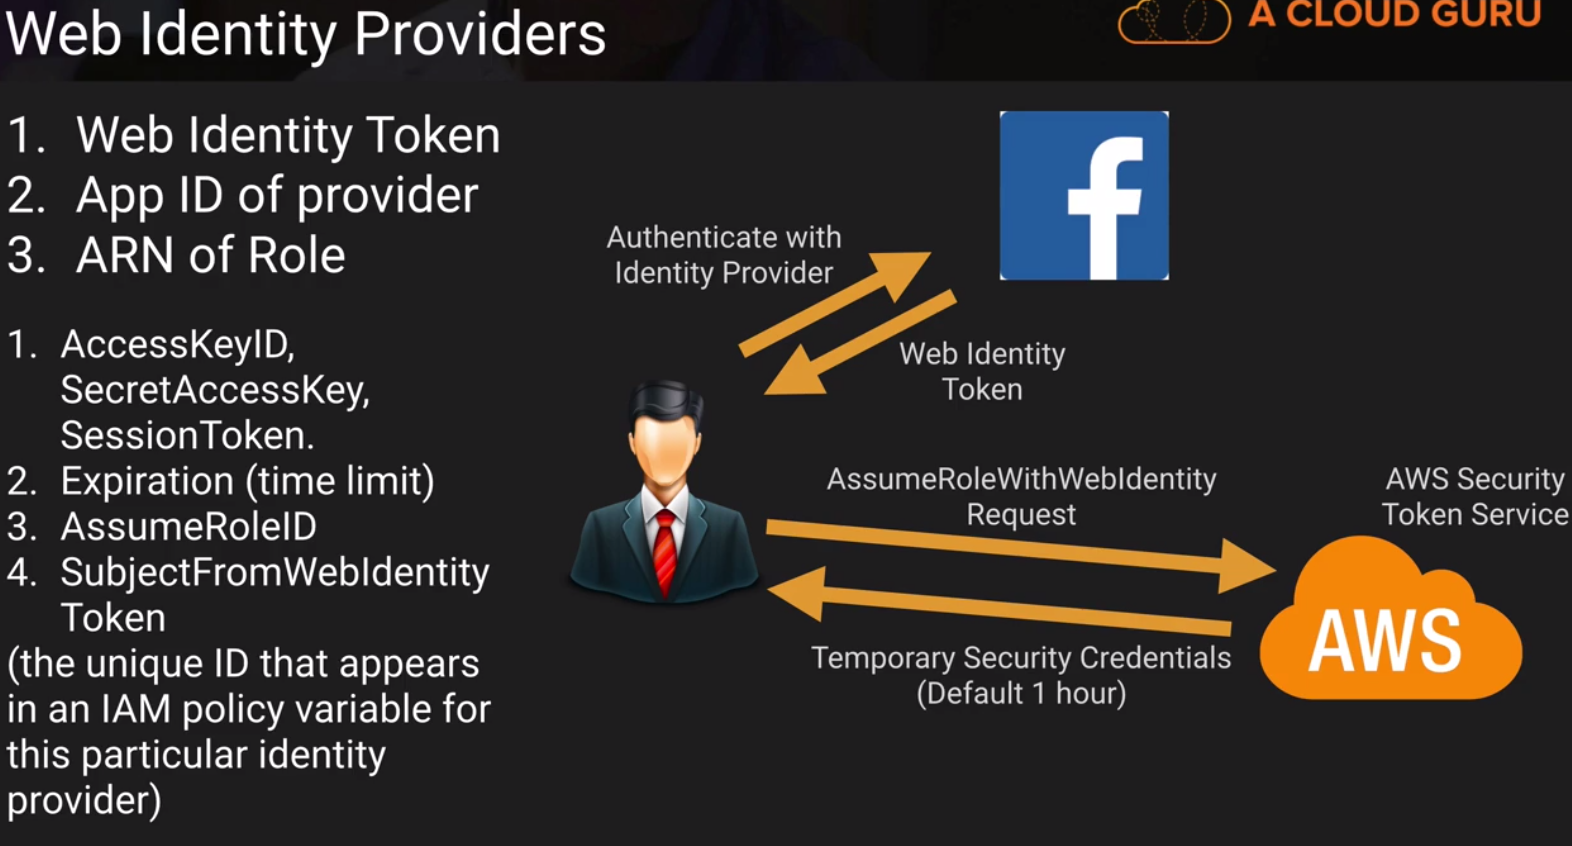 Web Identity Providers
A CLOUD GURU
1. Web Identity Token
2. App ID of provider
3. ARN of Role
1. AccessKeyID,
SecretAccessKey,
SessionToken.
2. Expiration (time limit)
3. AssumeRoleID
4. SubjectFromWebIdentity
Token
(the unique ID that appears
in an IAM policy variable for
this particular identity
provider)
Authenticate with
Identity Provider
f
Web Identity
Token
AssumeRoleWithWebIdentity
Request
AWS Security
Token Service
AWS
Temporary Security Credentials
(Default 1 hour)